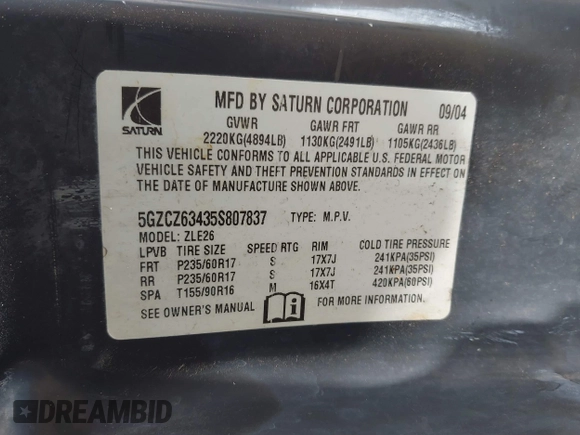 MFD BY SATURN CORPORATION 09/04
SATURN
GVWR GAWR FRT GAWR RR
2220KG(4894LB) 1130KG(2491LB) 1105KG(2436LB)
THIS VEHICLE CONFORMS TO ALL APPLICABLE U.S. FEDERAL MOTOR
VEHICLE SAFETY AND THEFT PREVENTION STANDARDS IN EFFECT ON
THE DATE OF MANUFACTURE SHOWN ABOVE.
5GZCZ63435S807837 TYPE: M.P.V.
MODEL: ZLE26
LPVB TIRE SIZE SPEED RTG RIM COLD TIRE PRESSURE
FRT P235/60R17 S 17X7J 241KPA(35PSI)
RR P235/60R17 S 17X7J 241KPA(35PSI)
SPA T155/90R16 M 16X4T 420KPA(60PSI)
SEE OWNER'S MANUAL
DREAMBID